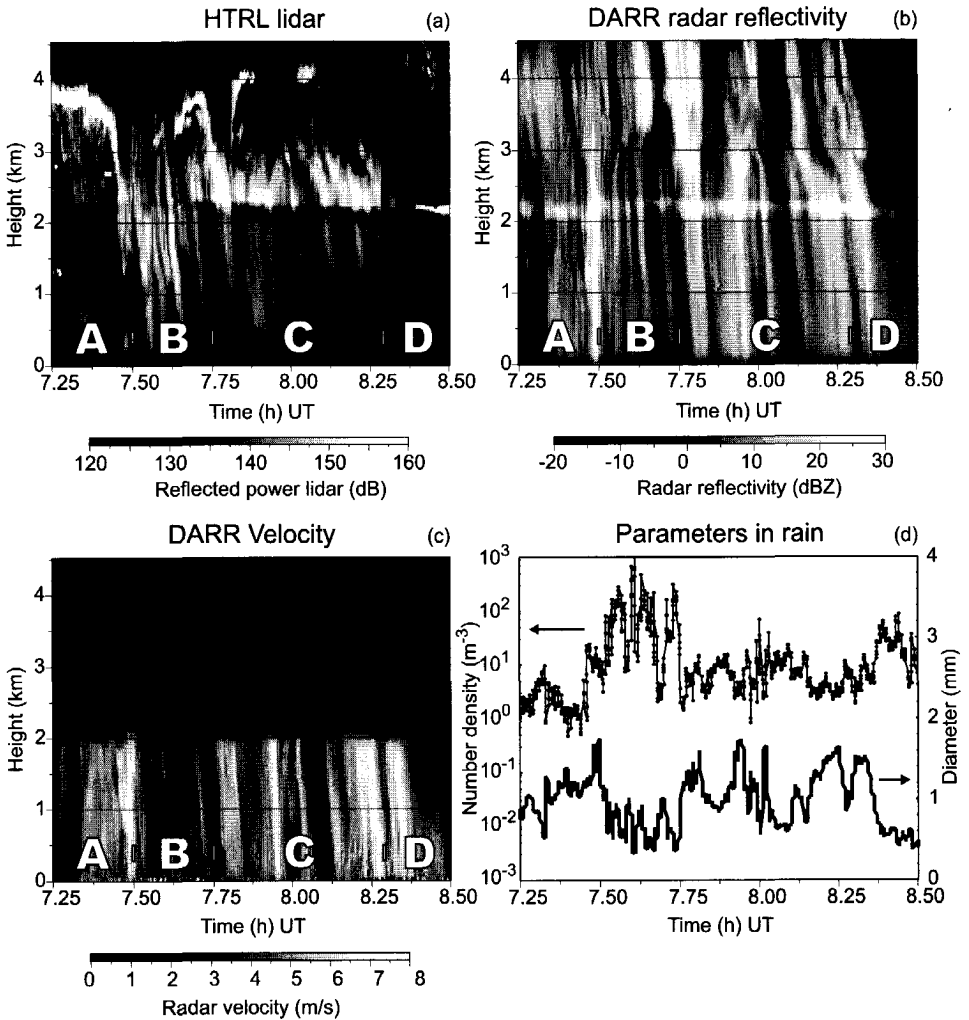 HTRL lidar (a)
Height (km)
4
3
2
1
0
A B C D
7.25 7.50 7.75 8.00 8.25 8.50
Time (h) UT
120 130 140 150 160
Reflected power lidar (dB)
DARR radar reflectivity (b)
Height (km)
4
3
2
1
0
A B C D
7.25 7.50 7.75 8.00 8.25 8.50
Time (h) UT
-20 -10 0 10 20 30
Radar reflectivity (dBZ)
DARR Velocity (c)
Height (km)
4
3
2
1
0
A B C D
7.25 7.50 7.75 8.00 8.25 8.50
Time (h) UT
0 1 2 3 4 5 6 7 8
Radar velocity (m/s)
Parameters in rain (d)
Number density (m⁻³)
10³
10²
10¹
10⁰
10⁻¹
10⁻²
10⁻³
4
3
2
1
0
Diameter (mm)
7.25 7.50 7.75 8.00 8.25 8.50
Time (h) UT